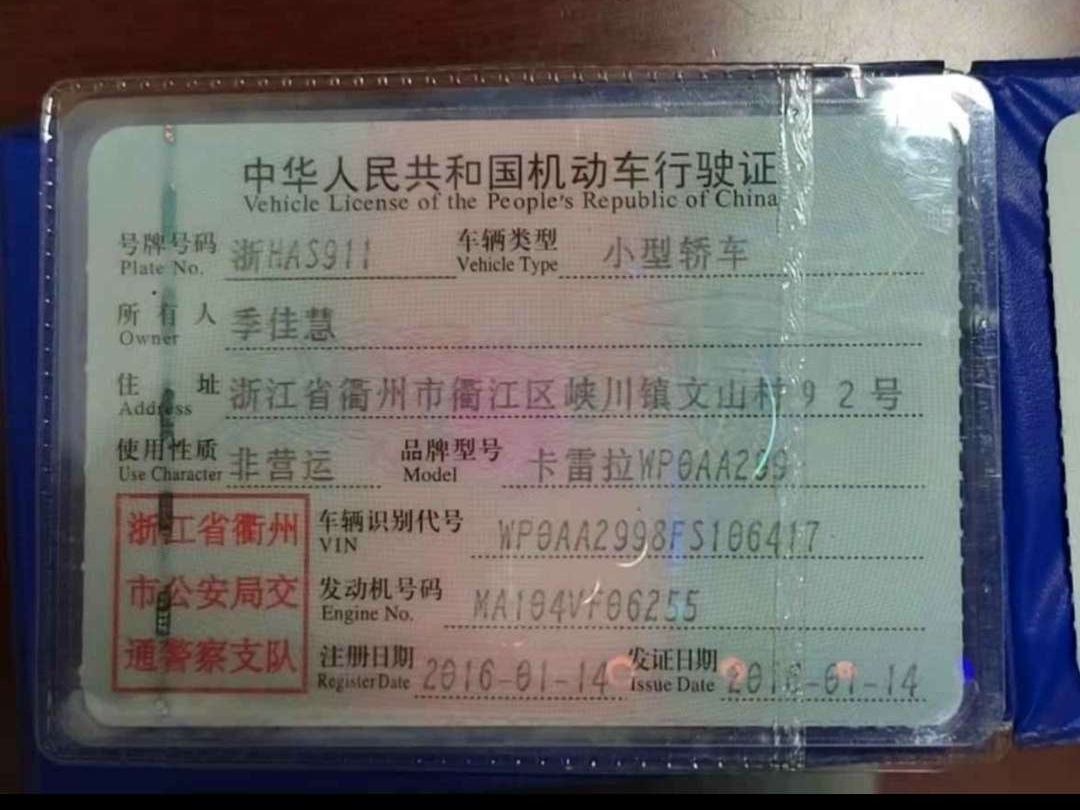 中华人民共和国机动车行驶证
Vehicle License of the People's Republic of China
号牌号码 浙HAS911 车辆类型 小型轿车
Plate No. Vehicle Type
所有人 季佳慧
Owner
住址 浙江省衢州市衢江区峡川镇文山村92号
Address
使用性质 非营运 品牌型号 卡雷拉WP0AA299
Use Character Model
浙江省衢州
市公安局交
通警察支队
车辆识别代号 WP0AA2998FS106417
VIN
发动机号码 MA104VF06255
Engine No.
注册日期 2016-01-14 发证日期 2016-01-14
Register Date Issue Date